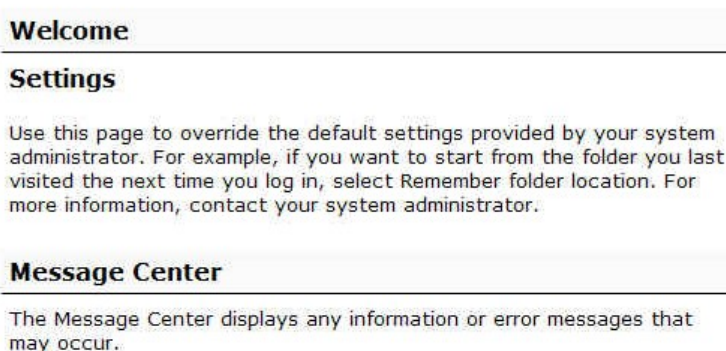 Welcome
Settings
Use this page to override the default settings provided by your system
administrator. For example, if you want to start from the folder you last
visited the next time you log in, select Remember folder location. For
more information, contact your system administrator.
Message Center
The Message Center displays any information or error messages that
may occur.